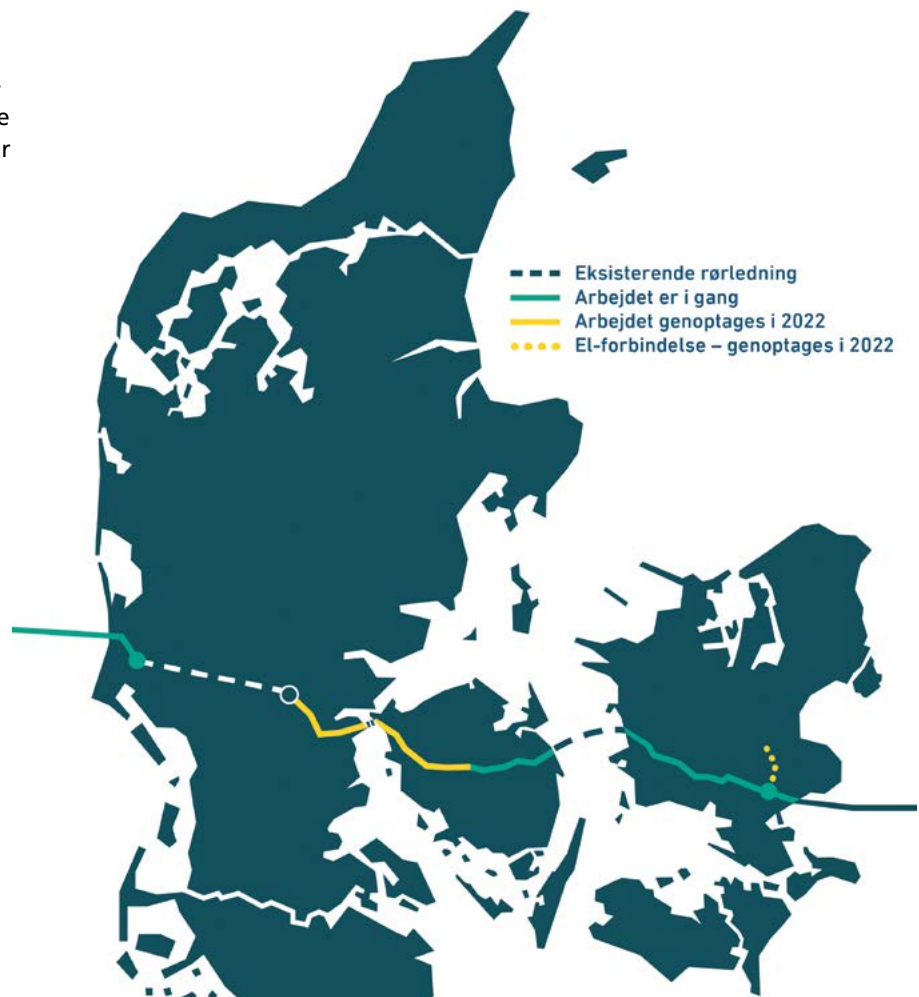 e
r
Eksisterende rørledning
Arbejdet er i gang
Arbejdet genoptages i 2022
El-forbindelse – genoptages i 2022